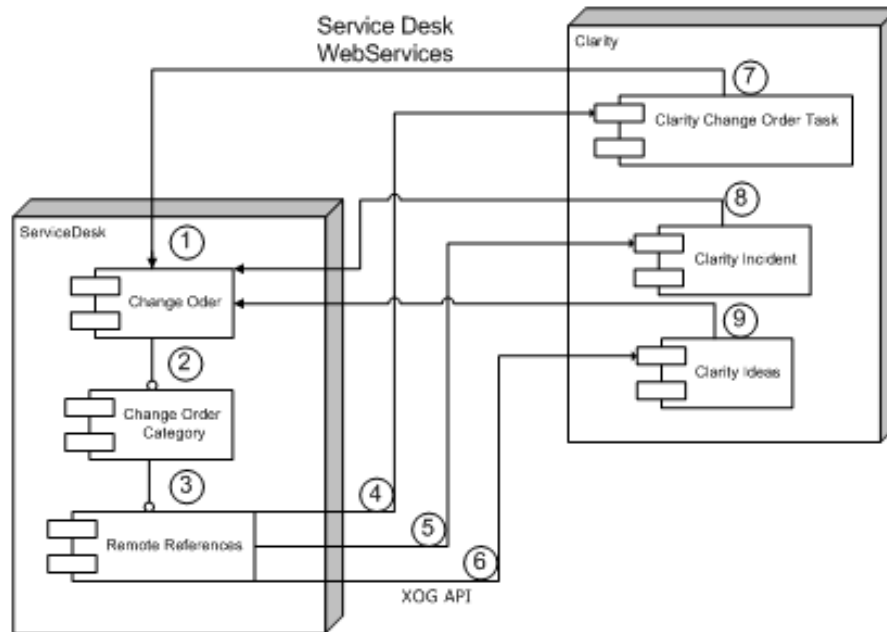 Service Desk
WebServices
Clarity
7
Clarity Change Order Task
ServiceDesk
1
8
Change Oder
Clarity Incident
9
2
Clarity Ideas
Change Order
Category
3
4
5
Remote References
6
XOG API